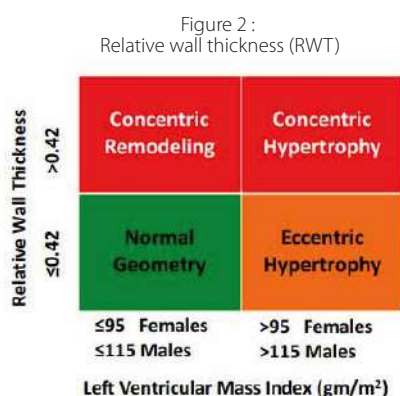 Figure 2 :
Relative wall thickness (RWT)
Relative Wall Thickness
>0.42
≤0.42
Concentric
Remodeling
Concentric
Hypertrophy
Normal
Geometry
Eccentric
Hypertrophy
≤95 Females
≤115 Males
>95 Females
>115 Males
Left Ventricular Mass Index (gm/m²)